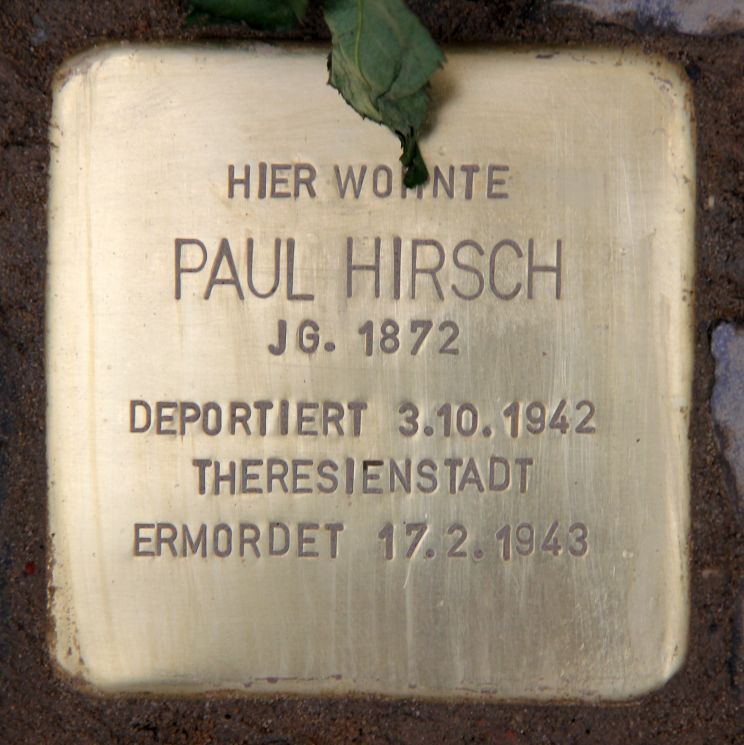 HIER WOHNTE
PAUL HIRSCH
JG. 1872
DEPORTIERT 3.10.1942
THERESIENSTADT
ERMORDET 17.2.1943